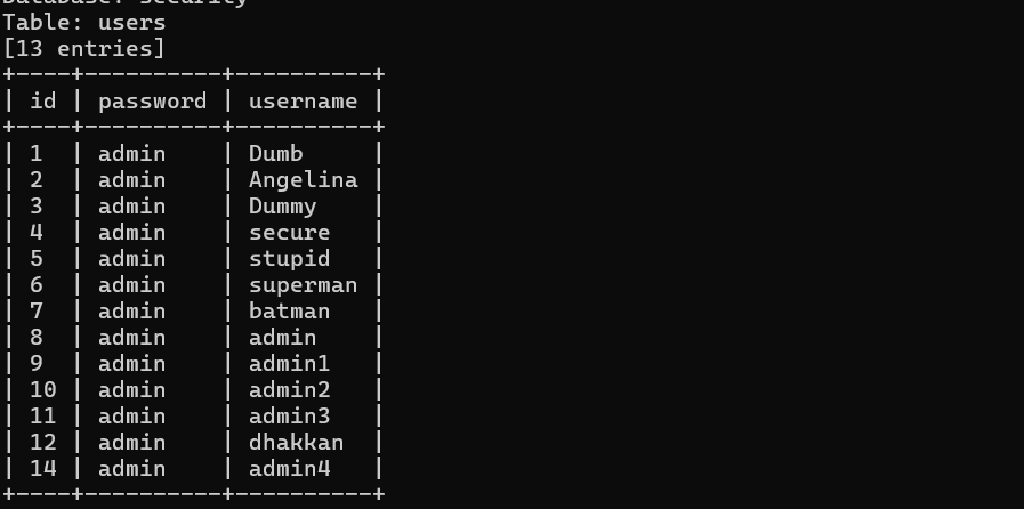 Database: security
Table: users
[13 entries]
+----+----------+----------+
| id | password | username |
+----+----------+----------+
| 1  | admin    | Dumb     |
| 2  | admin    | Angelina |
| 3  | admin    | Dummy    |
| 4  | admin    | secure   |
| 5  | admin    | stupid   |
| 6  | admin    | superman |
| 7  | admin    | batman   |
| 8  | admin    | admin    |
| 9  | admin    | admin1   |
| 10 | admin    | admin2   |
| 11 | admin    | admin3   |
| 12 | admin    | dhakkan  |
| 14 | admin    | admin4   |
+----+----------+----------+